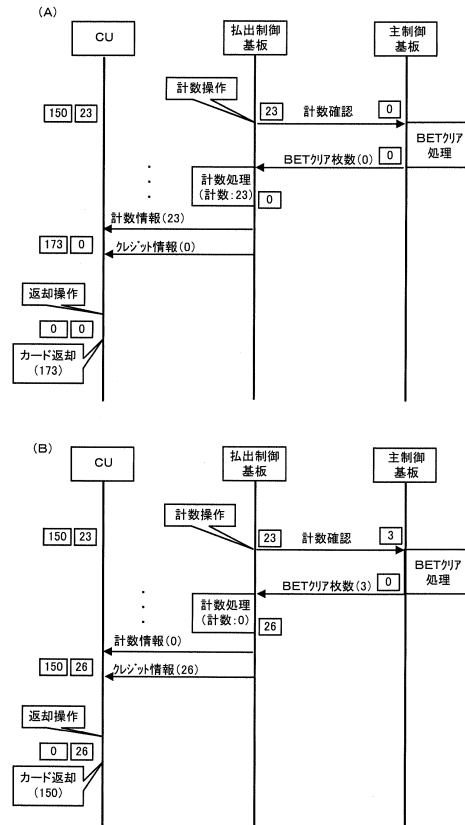 (A)
CU
払出制御
基板
主制御
基板
計数操作
150 23
23
計数確認
0
BETクリア
処理
BETクリア枚数(0)
0
計数処理
(計数:23)
0
計数情報(23)
173 0
クレジット情報(0)
返却操作
0 0
カード返却
(173)
(B)
CU
払出制御
基板
主制御
基板
計数操作
150 23
23
計数確認
3
BETクリア
処理
BETクリア枚数(3)
0
計数処理
(計数:0)
26
計数情報(0)
150 26
クレジット情報(26)
返却操作
0 26
カード返却
(150)